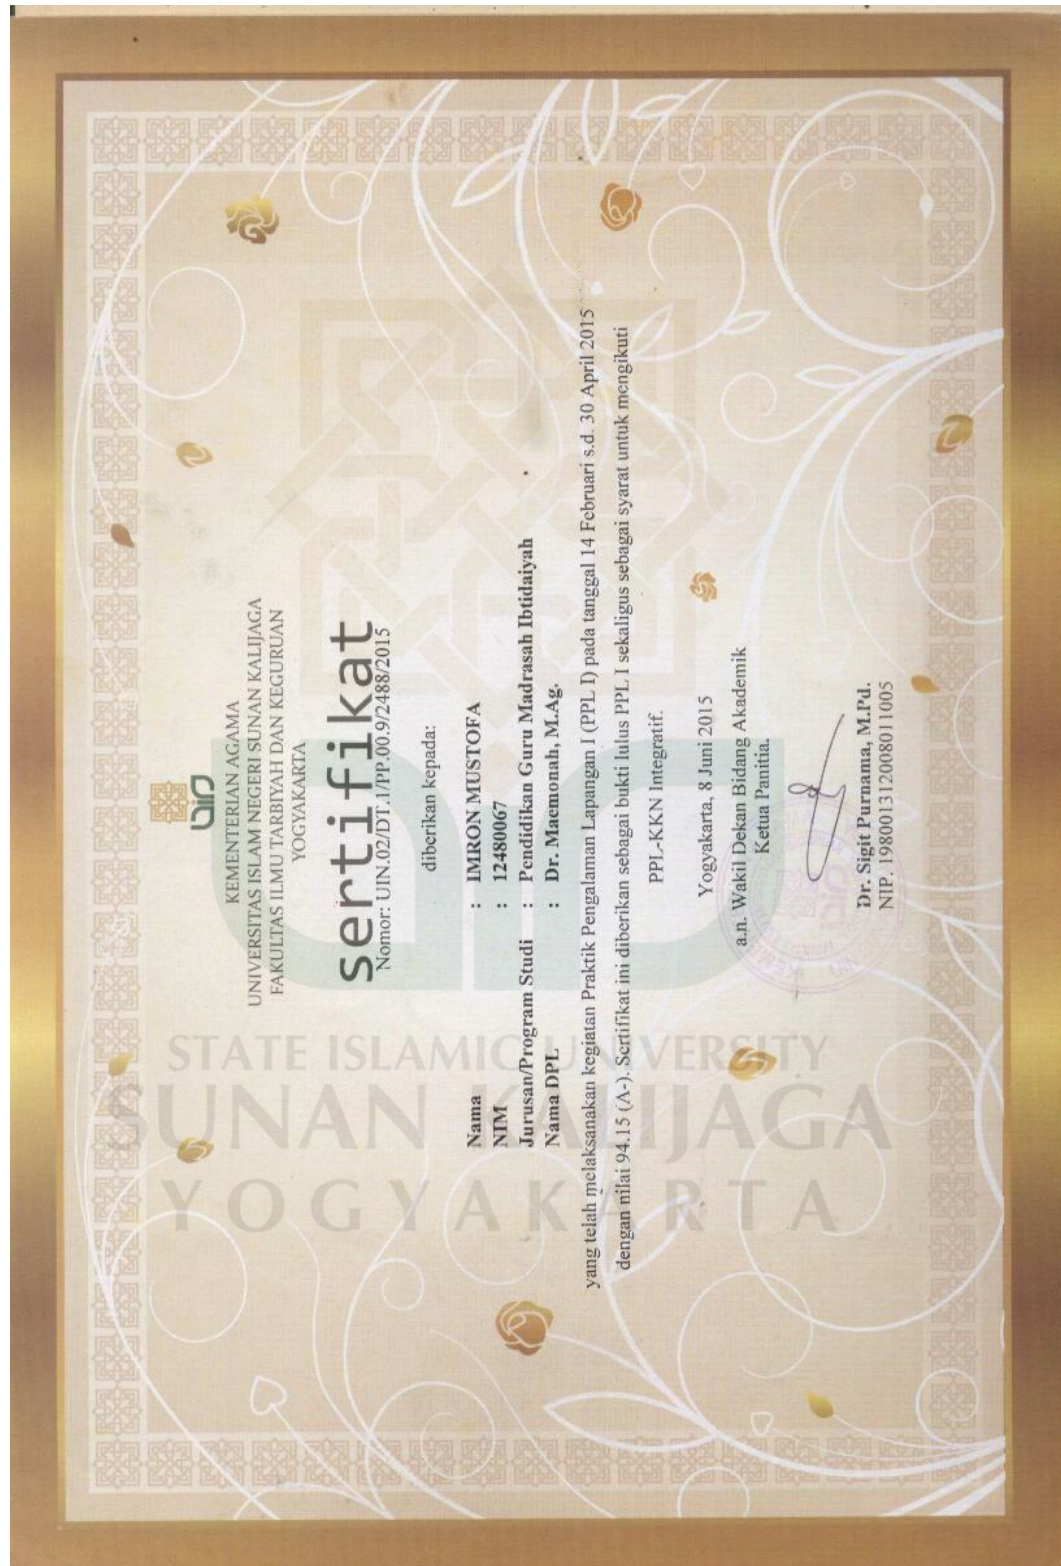 uin
KEMENTERIAN AGAMA
UNIVERSITAS ISLAM NEGERI SUNAN KALIJAGA
FAKULTAS ILMU TARBIYAH DAN KEGURUAN
YOGYAKARTA
sertifikat
Nomor: UIN.02/DT.1/PP.00.9/2488/2015
diberikan kepada:
Nama : IMRON MUSTOFA
NIM : 12480067
Jurusan/Program Studi : Pendidikan Guru Madrasah Ibtidaiyah
Nama DPL : Dr. Maemonah, M.Ag.
yang telah melaksanakan kegiatan Praktik Pengalaman Lapangan I (PPL I) pada tanggal 14 Februari s.d. 30 April 2015
dengan nilai 94.15 (A-). Sertifikat ini diberikan sebagai bukti lulus PPL I sekaligus sebagai syarat untuk mengikuti
PPL-KKN Integratif.
Yogyakarta, 8 Juni 2015
a.n. Wakil Dekan Bidang Akademik
Ketua Panitia.
Dr. Sigit Purnama, M.Pd.
NIP. 19800131200801 1005
STATE ISLAMIC UNIVERSITY
SUNAN KALIJAGA
YOGYAKARTA